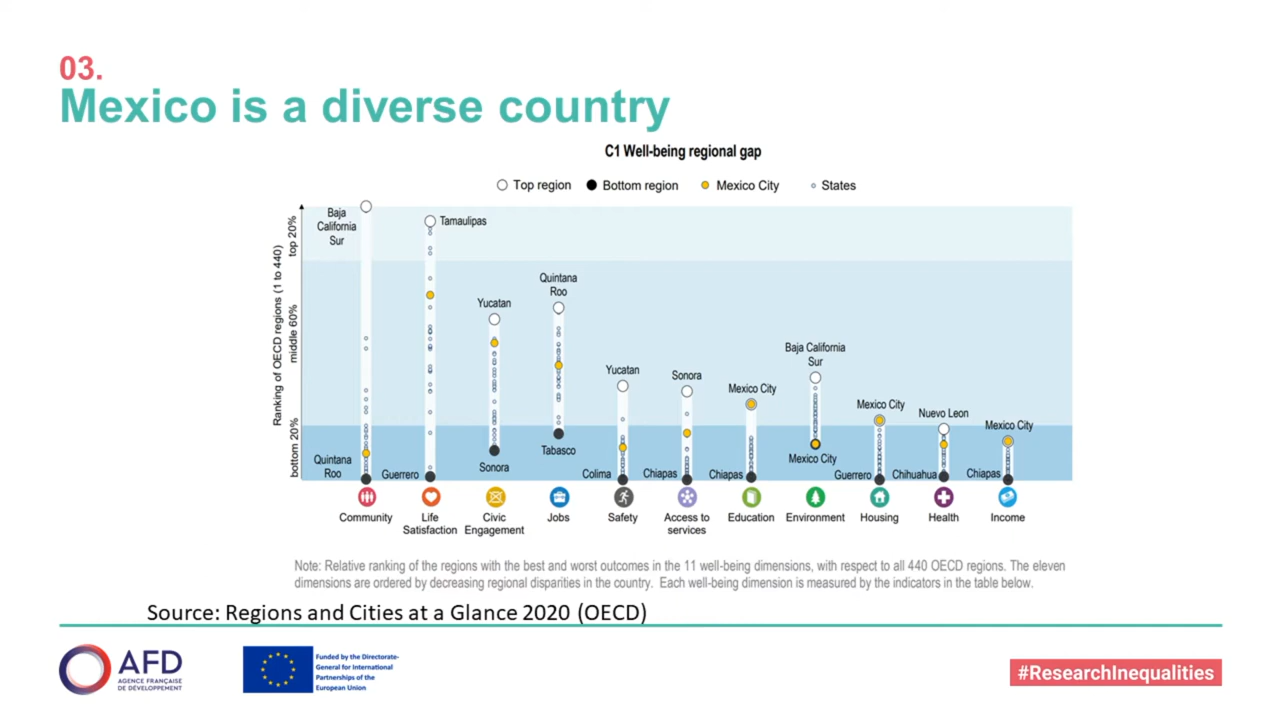 03.
Mexico is a diverse country
C1 Well-being regional gap
Top region
Bottom region
Mexico City
States
Ranking of OECD regions (1 to 440)
top 20%
middle 60%
bottom 20%
Baja
California
Sur
Quintana
Roo
Tamaulipas
Guerrero
Yucatan
Sonora
Quintana
Roo
Tabasco
Yucatan
Colima
Sonora
Chiapas
Mexico City
Chiapas
Baja California
Sur
Mexico City
Mexico City
Guerrero
Nuevo Leon
Chihuahua
Mexico City
Chiapas
Community
Life
Satisfaction
Civic
Engagement
Jobs
Safety
Access to
services
Education
Environment
Housing
Health
Income
Note: Relative ranking of the regions with the best and worst outcomes in the 11 well-being dimensions, with respect to all 440 OECD regions. The eleven
dimensions are ordered by decreasing regional disparities in the country. Each well-being dimension is measured by the indicators in the table below.
Source: Regions and Cities at a Glance 2020 (OECD)
AFD
AGENCE FRANÇAISE
DE DÉVELOPPEMENT
Funded by the Directorate-
General for International
Partnerships of the
European Union
#ResearchInequalities